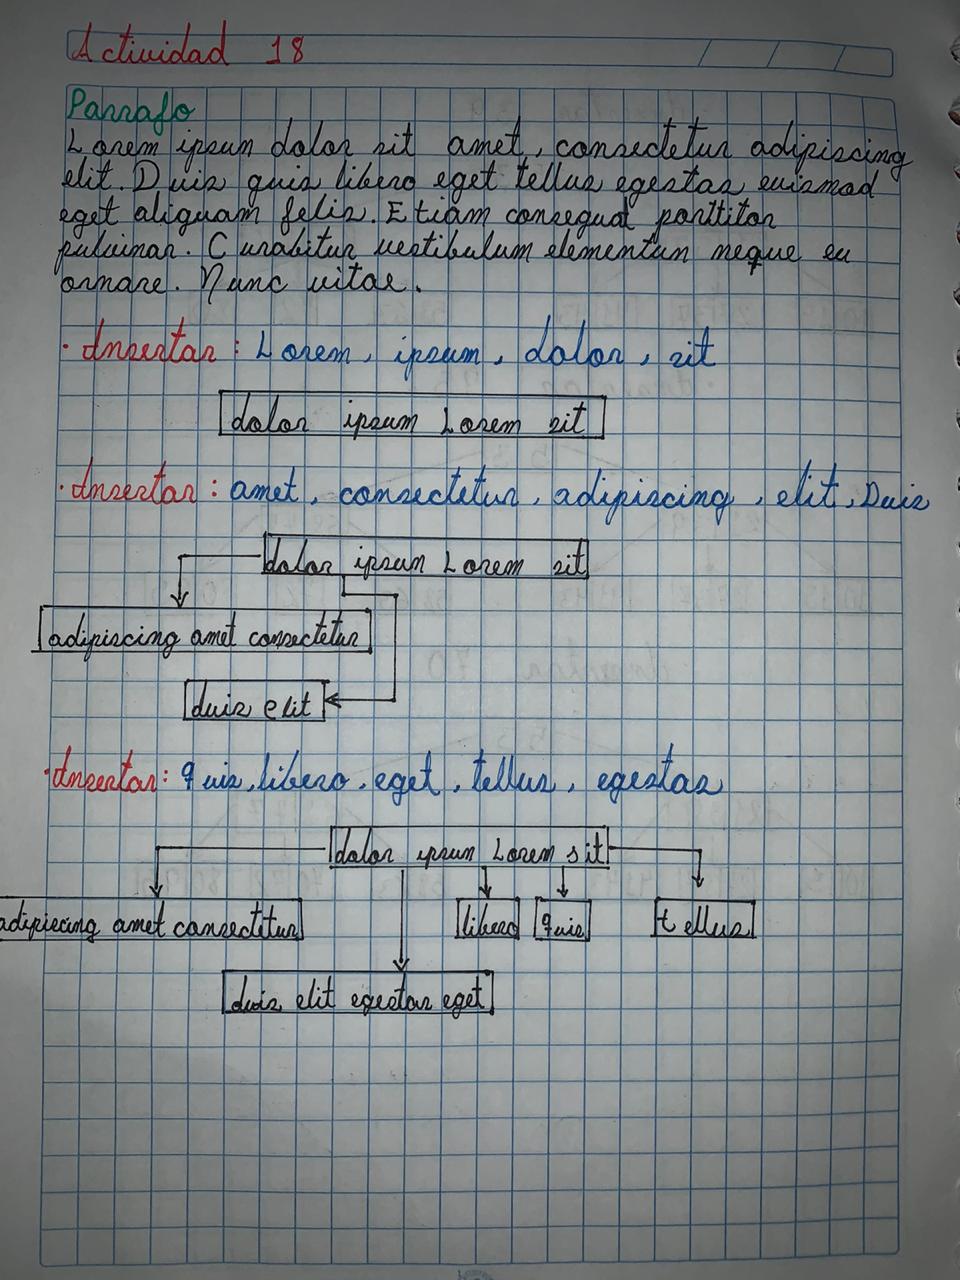 Actividad 18
Parrafo
Lorem ipsum dolor sit amet, consectetur adipiscing
elit. Duis quis libero eget tellus egestas euismod
eget aliquam felis. Etiam consequat porttitor
pulvinar. Curabitur vestibulum elementum neque eu
ornare. Nunc vitae.
· Insertar: Lorem, ipsum, dolor, sit
dolor ipsum Lorem sit
· Insertar: amet, consectetur, adipiscing, elit, Duis
dolor ipsum Lorem sit
adipiscing amet consectetur
duis elit
· Insertar: quis, libero, eget, tellus, egestas
dolor ipsum Lorem sit
adipiscing amet consectetur libero quis tellus
duis elit egestas eget